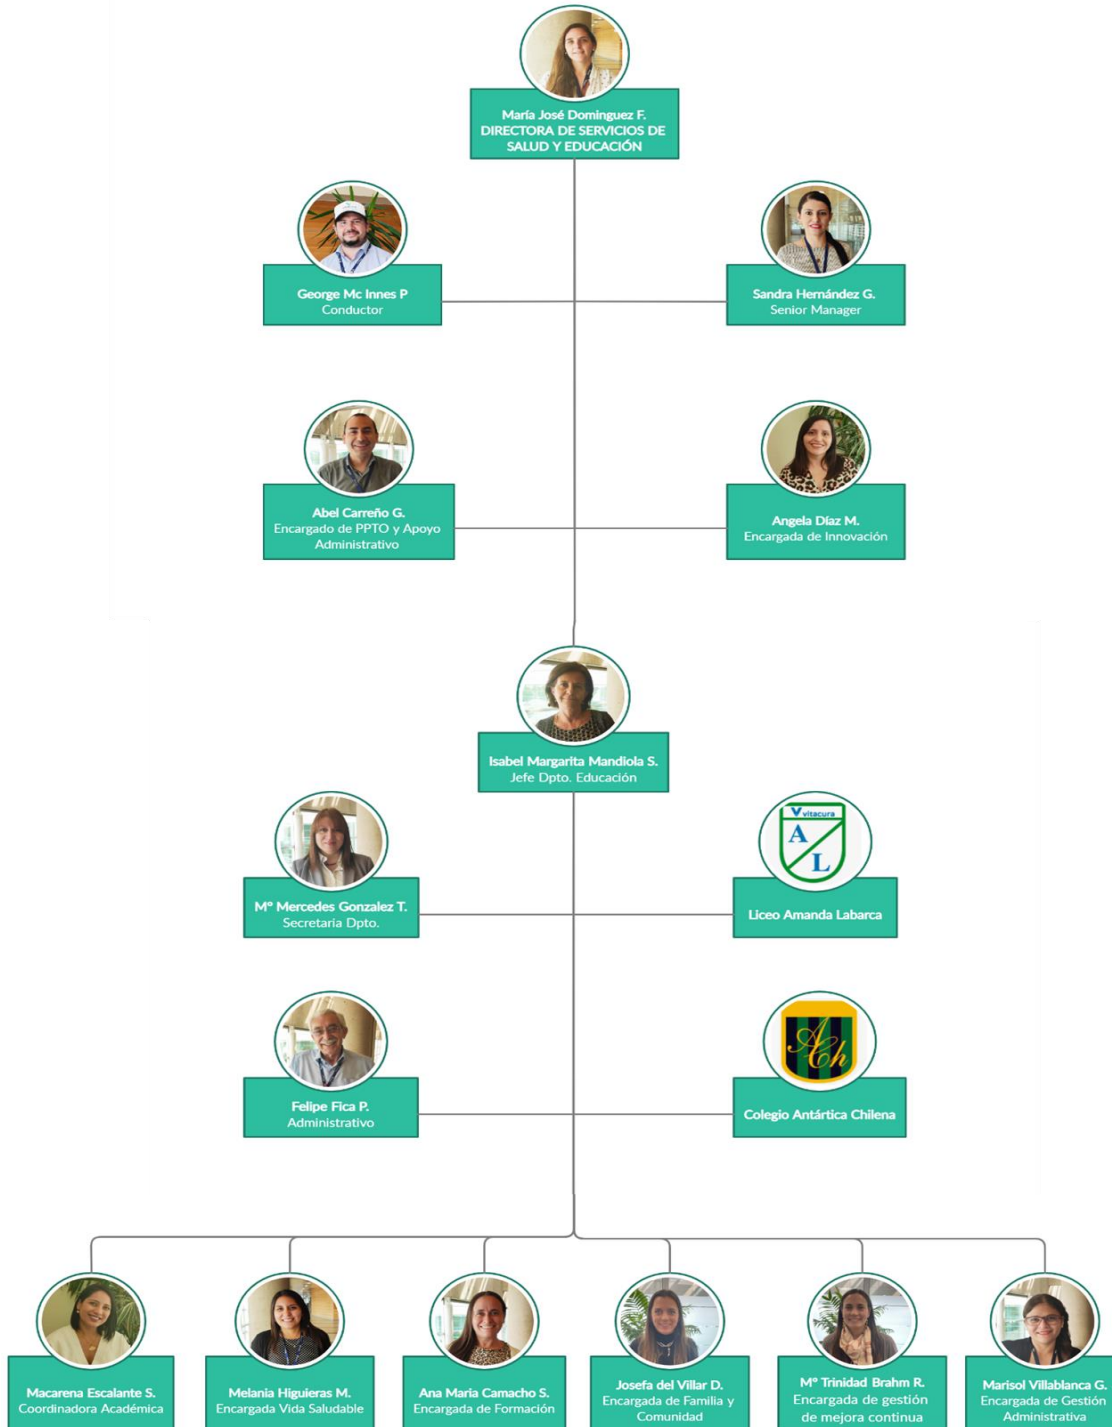 María José Dominguez F.
DIRECTORA DE SERVICIOS DE
SALUD Y EDUCACIÓN
George Mc Innes P
Conductor
Sandra Hernández G.
Senior Manager
Abel Carreño G.
Encargado de PPTO y Apoyo
Administrativo
Angela Díaz M.
Encargada de Innovación
Isabel Margarita Mandiola S.
Jefe Dpto. Educación
Mº Mercedes Gonzalez T.
Secretaria Dpto.
Vvitacura
A
L
Liceo Amanda Labarca
Felipe Fica P.
Administrativo
ACh
Colegio Antártica Chilena
Macarena Escalante S.
Coordinadora Académica
Melania Higuieras M.
Encargada Vida Saludable
Ana Maria Camacho S.
Encargada de Formación
Josefa del Villar D.
Encargada de Familia y
Comunidad
Mº Trinidad Brahm R.
Encargada de gestión
de mejora continua
Marisol Villablanca G.
Encargada de Gestión
Administrativa